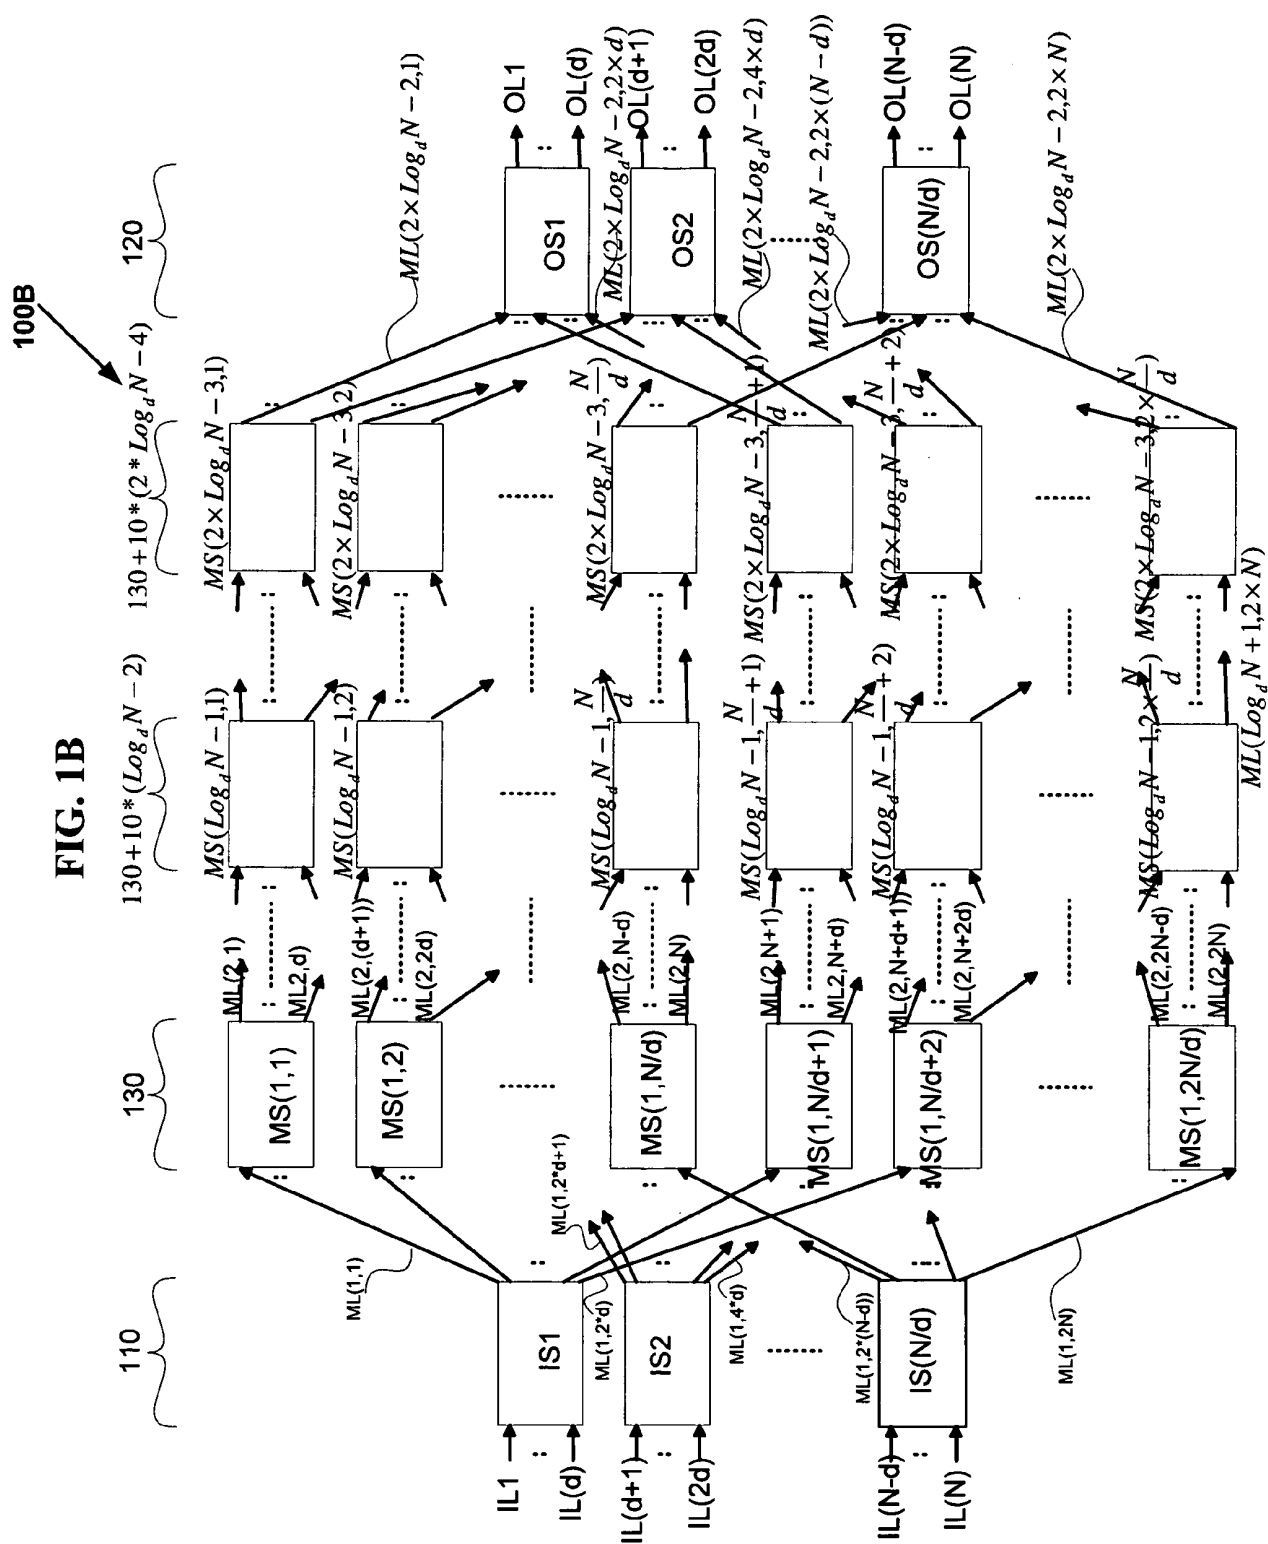 FIG. 1B
100B
110
130
130+10*(Log_d N−2)
130+10*(2*Log_d N−4)
120
IL1
IL(d)
IL(d+1)
IL(2d)
IL(N-d)
IL(N)
IS1
IS2
IS(N/d)
ML(1,1)
ML(1,2*d)
ML(1,2*d+1)
ML(1,4*d)
ML(1,2*(N-d))
ML(1,2N)
MS(1,1)
MS(1,2)
MS(1,N/d)
MS(1,N/d+1)
MS(1,N/d+2)
MS(1,2N/d)
ML(2,1)
ML2,d)
ML(2,(d+1))
ML(2,2d)
ML(2,N-d)
ML(2,N)
ML(2,N+1)
ML2,N+d)
ML(2,N+d+1))
ML(2,N+2d)
ML(2,2N-d)
ML(2,2N)
MS(Log_d N−1,1)
MS(Log_d N−1,2)
MS(Log_d N−1,N/d)
MS(Log_d N−1,N/d+1)
MS(Log_d N−1,N/d+2)
MS(Log_d N−1,2×N/d)
ML(Log_d N+1,2×N)
MS(2×Log_d N−3,1)
MS(2×Log_d N−3,2)
MS(2×Log_d N−3,N/d)
MS(2×Log_d N−3,N/d+1)
MS(2×Log_d N−3,N/d+2)
MS(2×Log_d N−3,2×N/d)
ML(2×Log_d N−2,1)
ML(2×Log_d N−2,2×d)
ML(2×Log_d N−2,4×d)
ML(2×Log_d N−2,2×(N−d))
ML(2×Log_d N−2,2×N)
OS1
OS2
OS(N/d)
OL1
OL(d)
OL(d+1)
OL(2d)
OL(N-d)
OL(N)